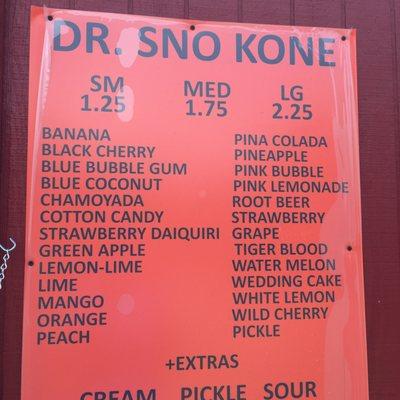 DR. SNO KONE
SM MED LG
1.25 1.75 2.25
BANANA
BLACK CHERRY
BLUE BUBBLE GUM
BLUE COCONUT
CHAMOYADA
COTTON CANDY
STRAWBERRY DAIQUIRI
GREEN APPLE
LEMON-LIME
LIME
MANGO
ORANGE
PEACH
PINA COLADA
PINEAPPLE
PINK BUBBLE
PINK LEMONADE
ROOT BEER
STRAWBERRY
GRAPE
TIGER BLOOD
WATER MELON
WEDDING CAKE
WHITE LEMON
WILD CHERRY
PICKLE
+EXTRAS
CREAM PICKLE SOUR